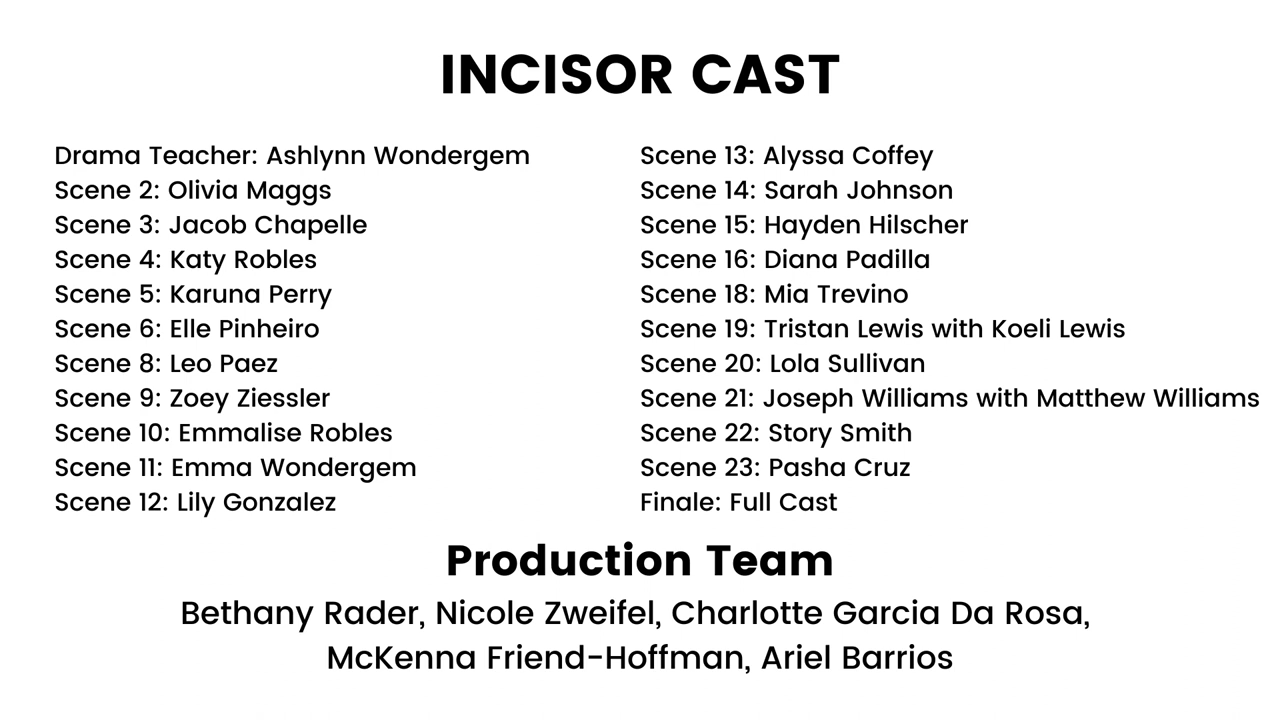 INCISOR CAST
Drama Teacher: Ashlynn Wondergem
Scene 2: Olivia Maggs
Scene 3: Jacob Chapelle
Scene 4: Katy Robles
Scene 5: Karuna Perry
Scene 6: Elle Pinheiro
Scene 8: Leo Paez
Scene 9: Zoey Ziessler
Scene 10: Emmalise Robles
Scene 11: Emma Wondergem
Scene 12: Lily Gonzalez
Scene 13: Alyssa Coffey
Scene 14: Sarah Johnson
Scene 15: Hayden Hilscher
Scene 16: Diana Padilla
Scene 18: Mia Trevino
Scene 19: Tristan Lewis with Koeli Lewis
Scene 20: Lola Sullivan
Scene 21: Joseph Williams with Matthew Williams
Scene 22: Story Smith
Scene 23: Pasha Cruz
Finale: Full Cast
Production Team
Bethany Rader, Nicole Zweifel, Charlotte Garcia Da Rosa,
McKenna Friend-Hoffman, Ariel Barrios